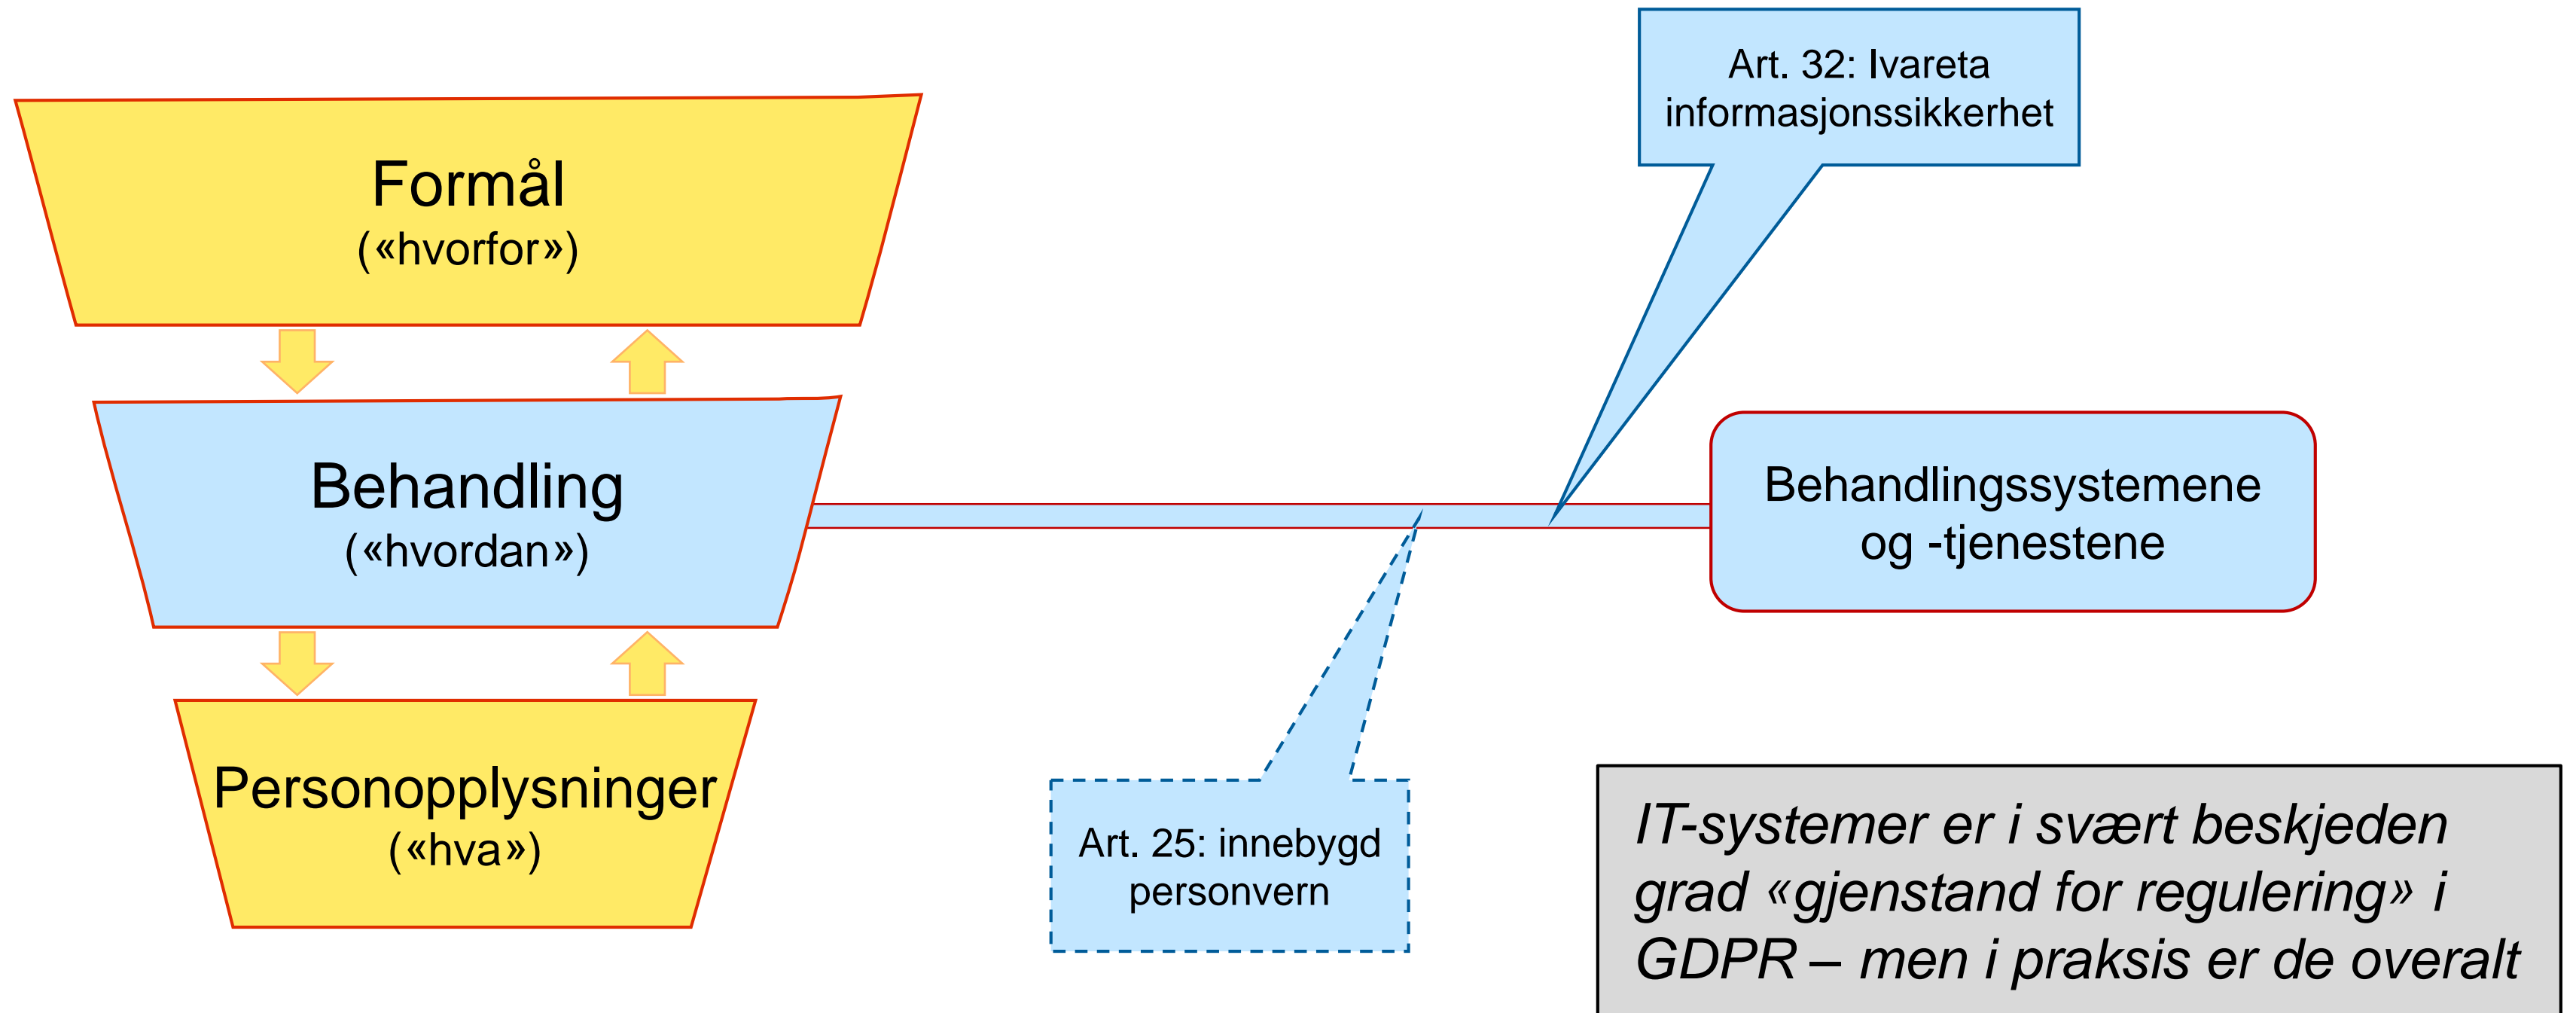 Formål
(«hvorfor»)
Behandling
(«hvordan»)
Personopplysninger
(«hva»)
Art. 32: Ivareta
informasjonssikkerhet
Behandlingssystemene
og -tjenestene
Art. 25: innebygd
personvern
IT-systemer er i svært beskjeden
grad «gjenstand for regulering» i
GDPR – men i praksis er de overalt